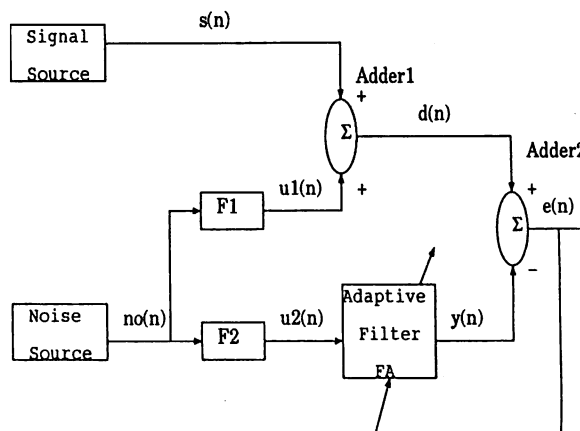 Signal
Source
s(n)
Adder1
+
Σ
+
d(n)
Adder2
+
Σ
−
e(n)
F1
u1(n)
Noise
Source
no(n)
F2
u2(n)
Adaptive
Filter
FA
y(n)